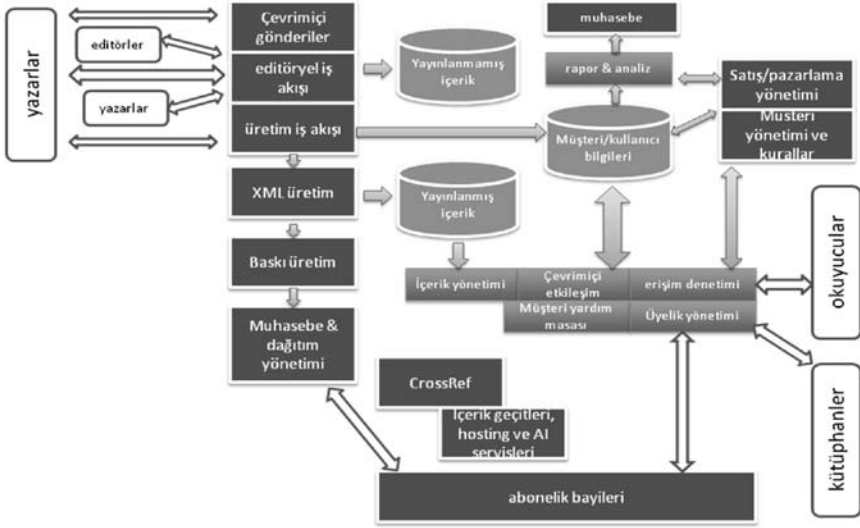 yazarlar
editörler
yazarlar
Çevrimiçi
gönderiler
editöryel iş
akışı
üretim iş akışı
XML üretim
Baskı üretim
Muhasebe &
dağıtım
yönetimi
Yayınlanmamış
içerik
Yayınlanmış
içerik
muhasebe
rapor & analiz
Müşteri/kullanıcı
bilgileri
Satış/pazarlama
yönetimi
Müsteri
yönetimi ve
kurallar
İçerik yönetimi
Çevrimiçi
etkileşim
erişim denetimi
Müşteri yardım
masası
Üyelik yönetimi
okuyucular
kütüphanler
CrossRef
İçerik geçitleri,
hosting ve AI
servisleri
abonelik bayileri